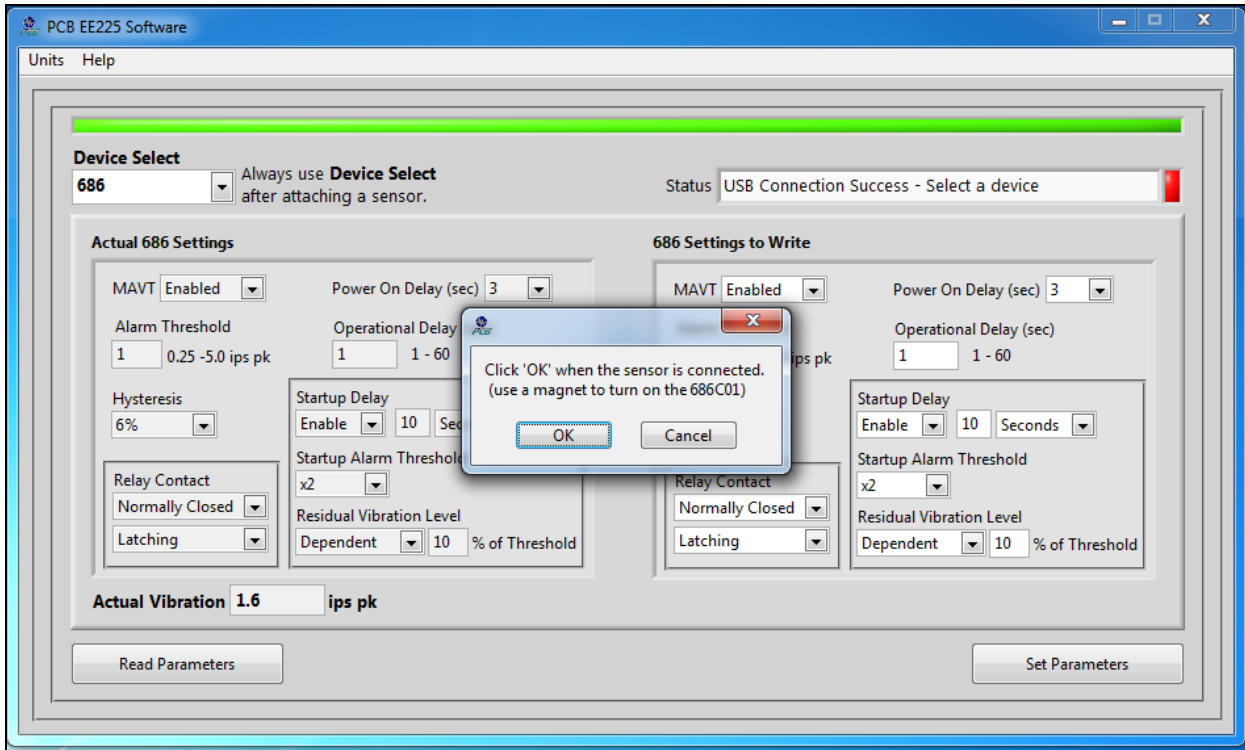 PCB EE225 Software
Units Help
Device Select
686
Always use Device Select
after attaching a sensor.
Status USB Connection Success - Select a device
Actual 686 Settings
MAVT Enabled
Power On Delay (sec) 3
Alarm Threshold
1 0.25 -5.0 ips pk
Operational Delay
1 1 - 60
Hysteresis
6%
Startup Delay
Enable 10 Sec
Startup Alarm Threshold
x2
Relay Contact
Normally Closed
Latching
Residual Vibration Level
Dependent 10 % of Threshold
Actual Vibration 1.6 ips pk
686 Settings to Write
MAVT Enabled
Power On Delay (sec) 3
ips pk
Operational Delay (sec)
1 1 - 60
Startup Delay
Enable 10 Seconds
Startup Alarm Threshold
x2
Relay Contact
Normally Closed
Latching
Residual Vibration Level
Dependent 10 % of Threshold
PCB
Click 'OK' when the sensor is connected.
(use a magnet to turn on the 686C01)
OK Cancel
Read Parameters
Set Parameters